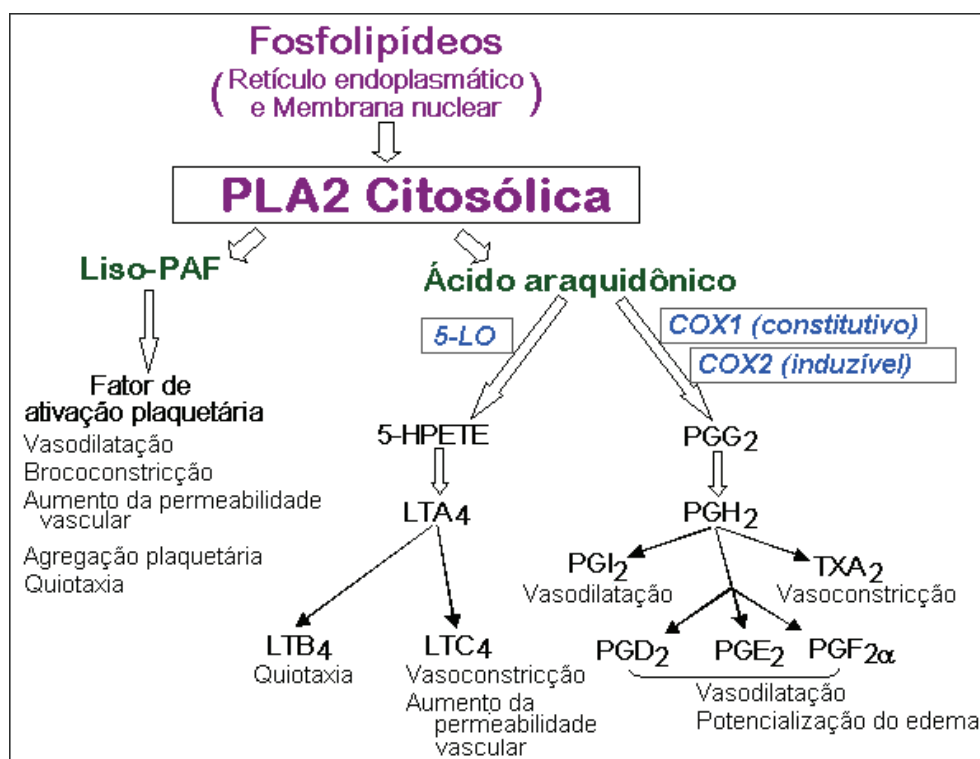 Fosfolipídeos
(Retículo endoplasmático
e Membrana nuclear)
PLA2 Citosólica
Liso-PAF
Ácido araquidônico
5-LO
COX1 (constitutivo)
COX2 (induzível)
Fator de
ativação plaquetária
Vasodilatação
Brococonstricção
Aumento da permeabilidade
vascular
Agregação plaquetária
Quiotaxia
5-HPETE
PGG2
LTA4
PGH2
PGI2
Vasodilatação
TXA2
Vasoconstricção
LTB4
Quiotaxia
LTC4
Vasoconstricção
Aumento da
permeabilidade
vascular
PGD2
PGE2
PGF2α
Vasodilatação
Potencialização do edema